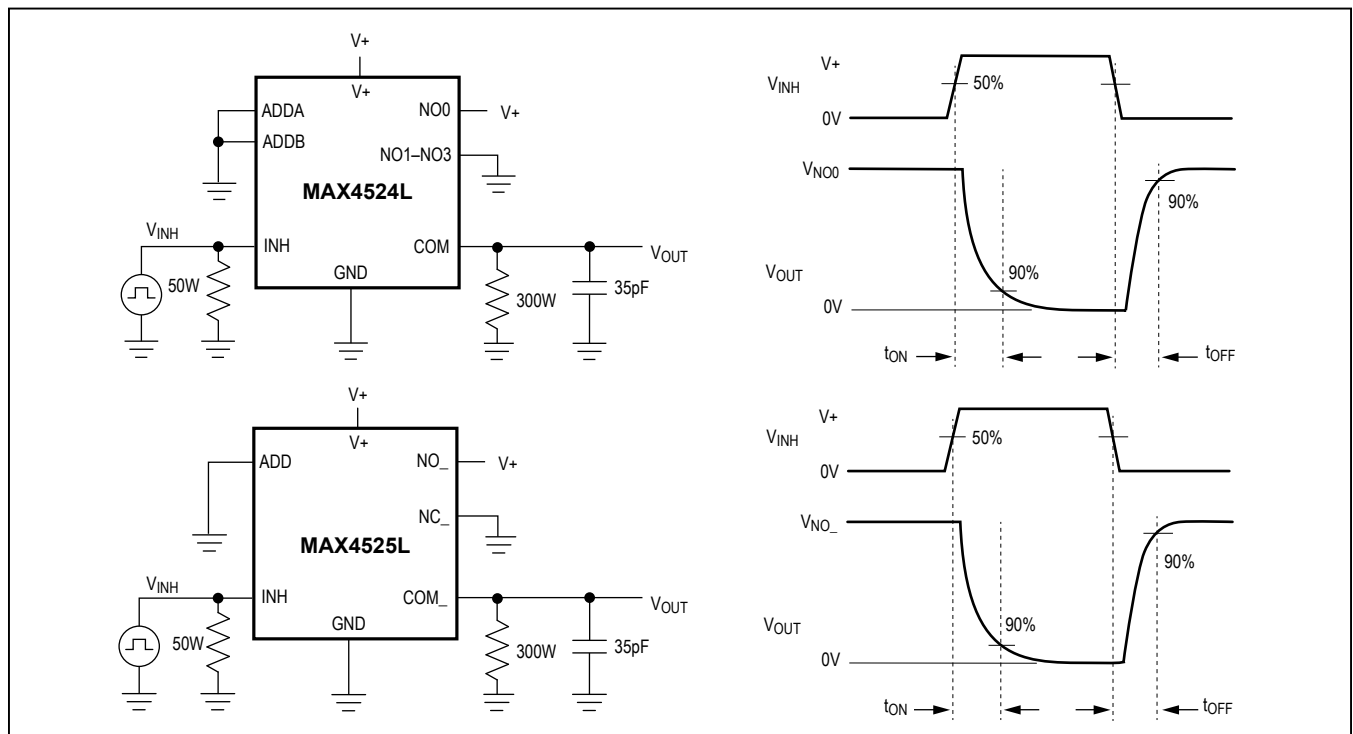 V+
V+
ADDA
ADDB
NO0
V+
NO1–NO3
MAX4524L
VINH
INH
COM
VOUT
50W
GND
300W
35pF
V+
VINH
50%
0V
VNO0
90%
90%
VOUT
0V
tON
tOFF
V+
V+
ADD
NO_
V+
NC_
MAX4525L
VINH
INH
COM_
VOUT
50W
GND
300W
35pF
V+
VINH
50%
0V
VNO_
90%
90%
VOUT
0V
tON
tOFF